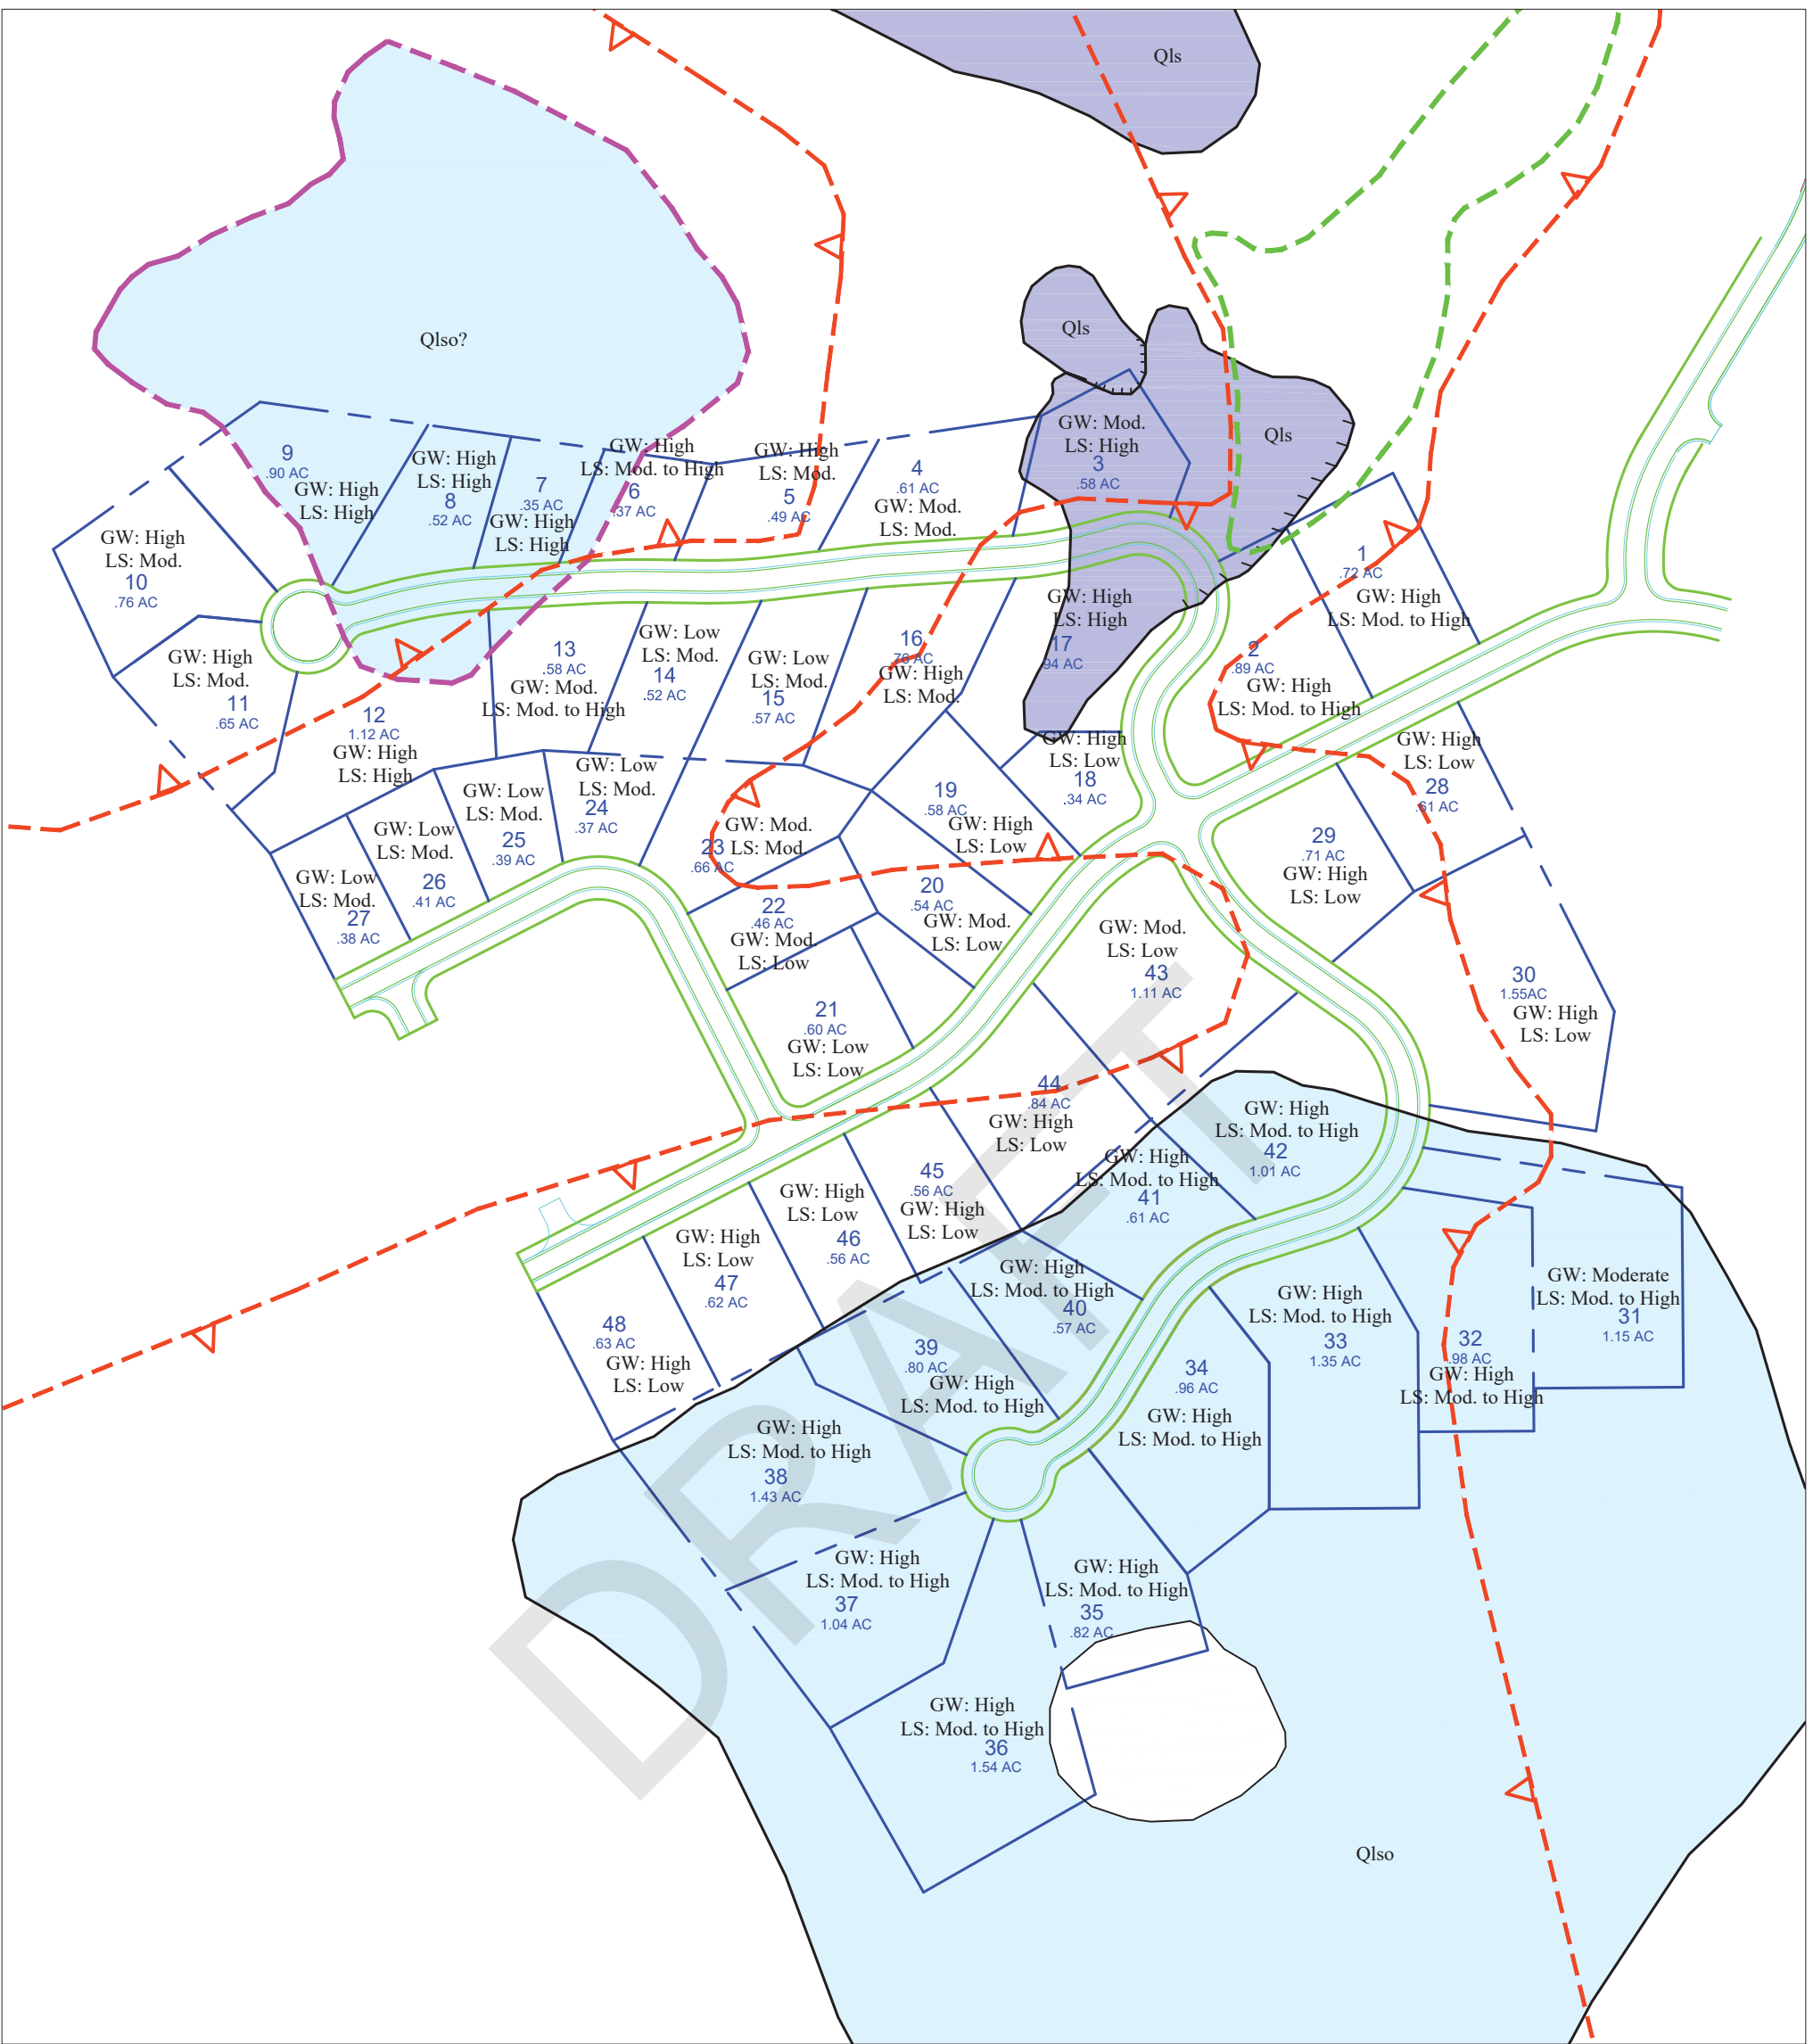 Qls
Qlso?
Qls
Qls
GW: Mod.
LS: High
3
.58 AC
9
.90 AC
GW: High
LS: High
GW: High
LS: High
8
.52 AC
7
.35 AC
GW: High
LS: High
GW: High
LS: Mod. to High
6
.37 AC
GW: High
LS: Mod.
5
.49 AC
4
.61 AC
GW: Mod.
LS: Mod.
GW: High
LS: Mod.
10
.76 AC
1
.72 AC
GW: High
LS: Mod. to High
GW: High
LS: High
17
.94 AC
GW: High
LS: Mod.
11
.65 AC
12
1.12 AC
GW: High
LS: High
13
.58 AC
GW: Mod.
LS: Mod. to High
GW: Low
LS: Mod.
14
.52 AC
GW: Low
LS: Mod.
15
.57 AC
16
.76 AC
GW: High
LS: Mod.
2
.89 AC
GW: High
LS: Mod. to High
GW: High
LS: Low
18
.34 AC
GW: High
LS: Low
28
.61 AC
GW: Low
LS: Mod.
27
.38 AC
GW: Low
LS: Mod.
26
.41 AC
GW: Low
LS: Mod.
25
.39 AC
GW: Low
LS: Mod.
24
.37 AC
GW: Mod.
LS: Mod.
23
.66 AC
19
.58 AC
GW: High
LS: Low
29
.71 AC
GW: High
LS: Low
22
.46 AC
GW: Mod.
LS: Low
20
.54 AC
GW: Mod.
LS: Low
GW: Mod.
LS: Low
43
1.11 AC
30
1.55AC
GW: High
LS: Low
21
.60 AC
GW: Low
LS: Low
44
.84 AC
GW: High
LS: Low
GW: High
LS: Mod. to High
42
1.01 AC
GW: High
LS: Mod. to High
41
.61 AC
45
.56 AC
GW: High
LS: Low
GW: High
LS: Low
46
.56 AC
GW: High
LS: Low
47
.62 AC
48
.63 AC
GW: High
LS: Low
GW: High
LS: Mod. to High
40
.57 AC
39
.80 AC
GW: High
LS: Mod. to High
34
.96 AC
GW: High
LS: Mod. to High
GW: High
LS: Mod. to High
33
1.35 AC
32
.98 AC
GW: High
LS: Mod. to High
GW: Moderate
LS: Mod. to High
31
1.15 AC
GW: High
LS: Mod. to High
38
1.43 AC
GW: High
LS: Mod. to High
37
1.04 AC
GW: High
LS: Mod. to High
35
.82 AC
GW: High
LS: Mod. to High
36
1.54 AC
Qlso
DRAFT